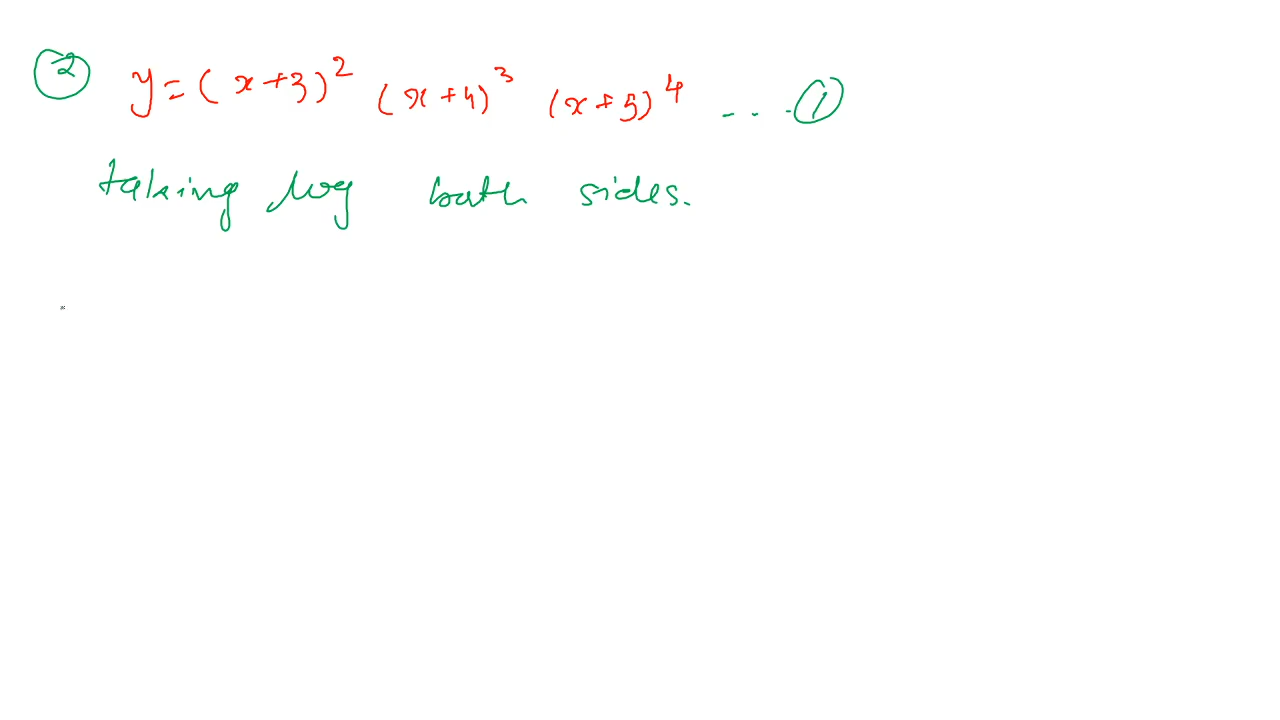 ② y = (x+3)² (x+4)³ (x+5)⁴ ... ①
taking log both sides.